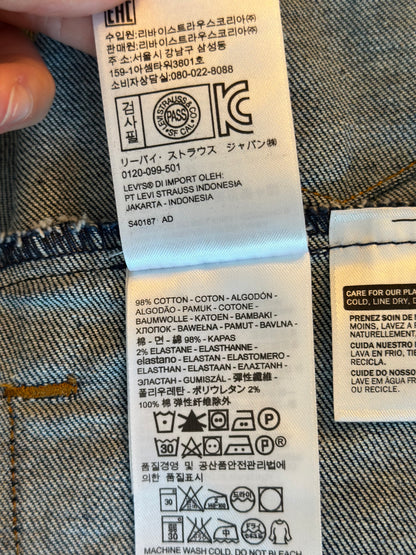 EAC
수입원:리바이스트라우스코리아㈜
판매원:리바이스트라우스코리아㈜
주소:서울시 강남구 삼성동
159-1아셈타워3801호
소비자상담실:080-022-8088
검사필
LEVI STRAUSS & CO
PASS
SF CAL.
リーバイ・ストラウス ジャパン㈱
0120-099-501
LEVI'S® DI IMPORT OLEH:
PT LEVI STRAUSS INDONESIA
JAKARTA - INDONESIA
S40187 AD
98% COTTON - COTON - ALGODÓN -
ALGODÃO - PAMUK - COTONE -
BAUMWOLLE - KATOEN - BAMBAKI -
ХЛОПОК - BAWEŁNA - PAMUT - BAVLNA -
棉 - 면 - 綿 98% - KAPAS
2% ELASTANE - ELASTHANNE -
elastano - ELASTAN - ELASTOMERO -
ELASTHAN - ELASTAAN - ΕΛΑΣΤΑΝΗ -
ЭЛАСТАН - GUMISZÁL - 彈性纖維 -
폴리우레탄 - ポリウレタン 2%
100% 棉 弹性纤维除外
P
30 P P
품질경영 및 공산품안전관리법에
의한 품질표시
30
30
MACHINE WASH COLD, DO NOT BLEACH
CARE FOR OUR PLA
COLD, LINE DRY,
PRENEZ SOIN DE
MOINS, LAVEZ A
NATURELLEMENT
CUIDA NUESTRO
LAVA EN FRIO, TIE
RECICLA.
CUIDE DO NOSSO
LAVE EM ÁGUA F
OU RECICLE.